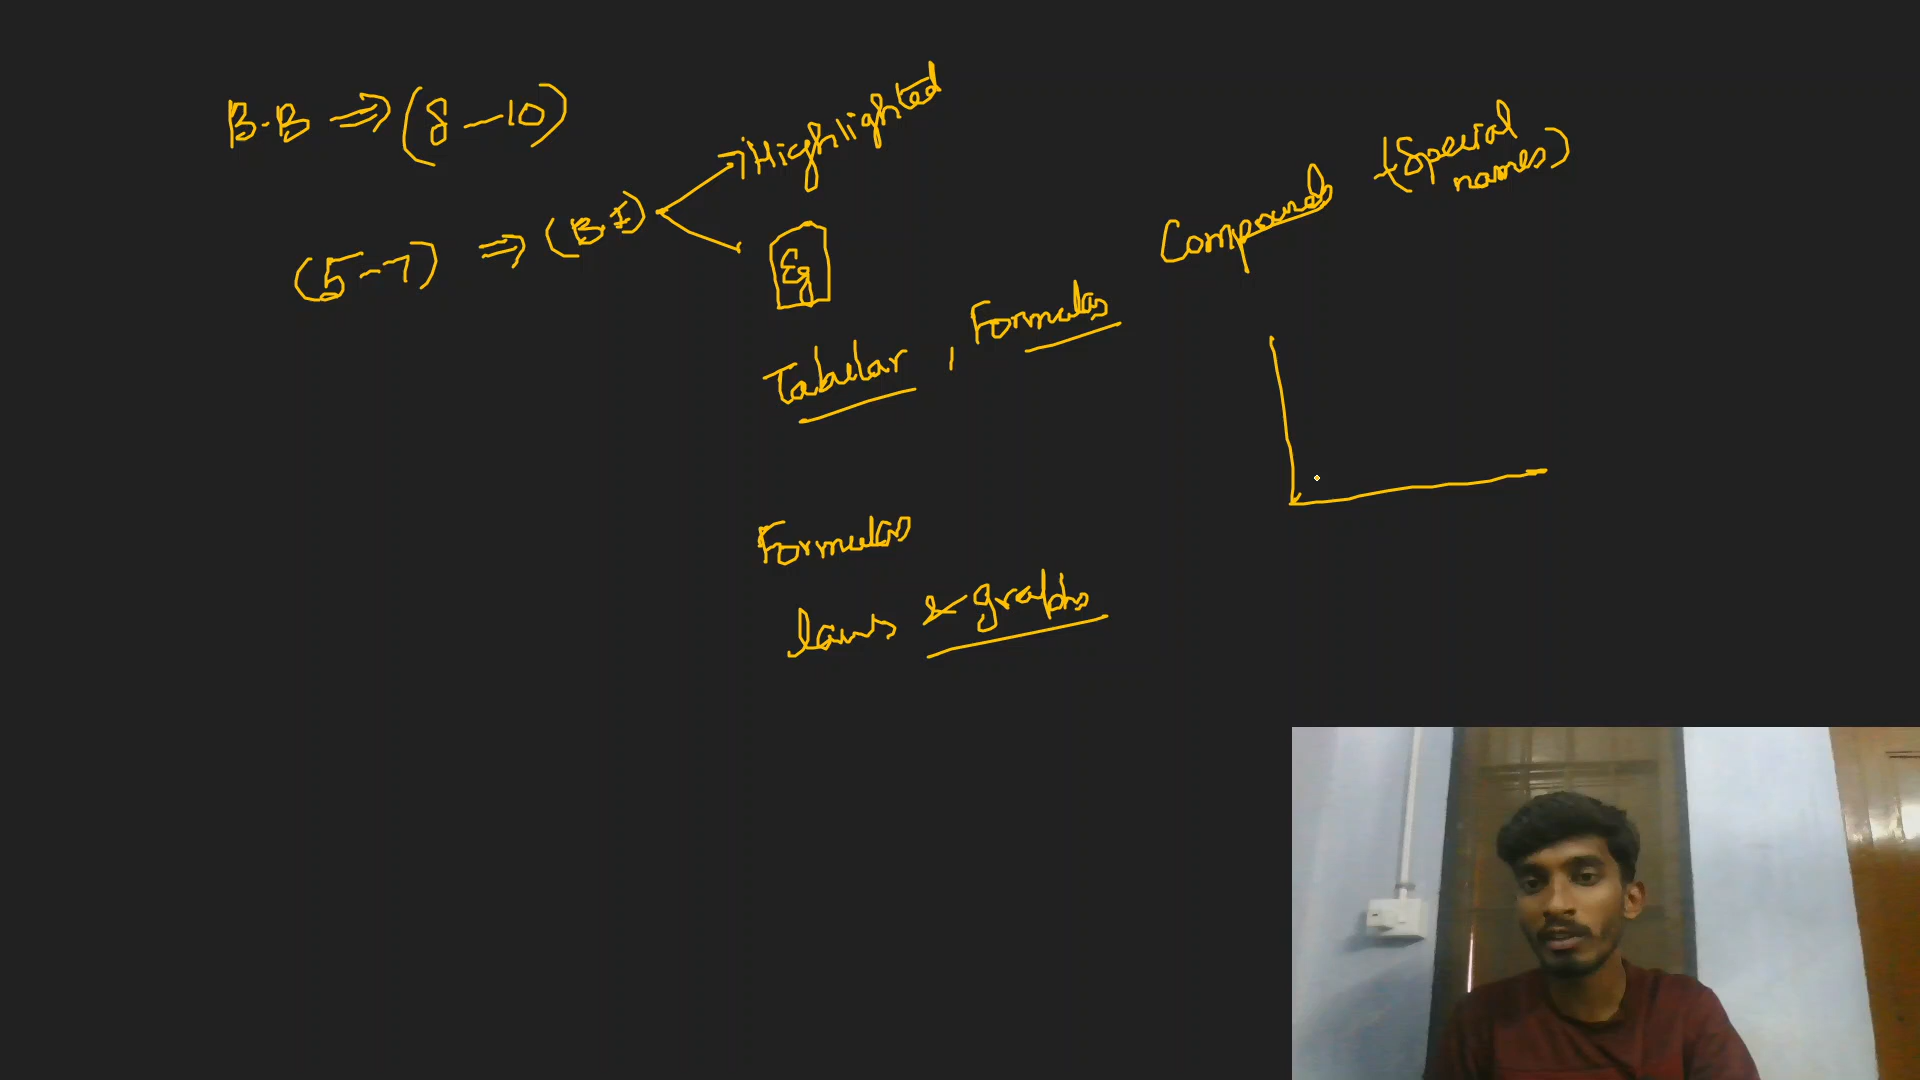 B.B ⇒ (8-10)
(5-7) ⇒ (B.I)
Highlighted
Eg
Tabular , Formulas
Compounds (Special
names)
Formulas
laws & graphs